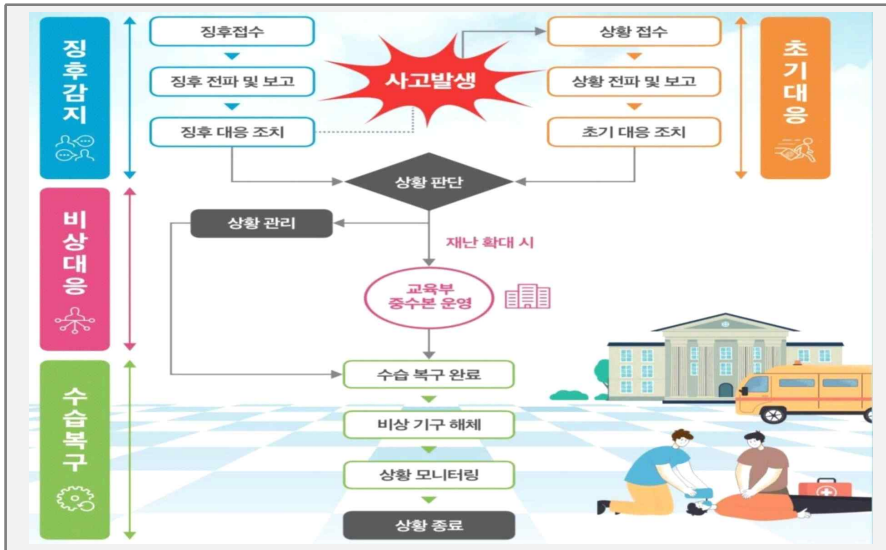 징후감지
징후접수
징후 전파 및 보고
징후 대응 조치
사고발생
상황 접수
상황 전파 및 보고
초기 대응 조치
초기대응
상황 판단
비상대응
상황 관리
재난 확대 시
교육부
중수본 운영
수습복구
수습 복구 완료
비상 기구 해체
상황 모니터링
상황 종료